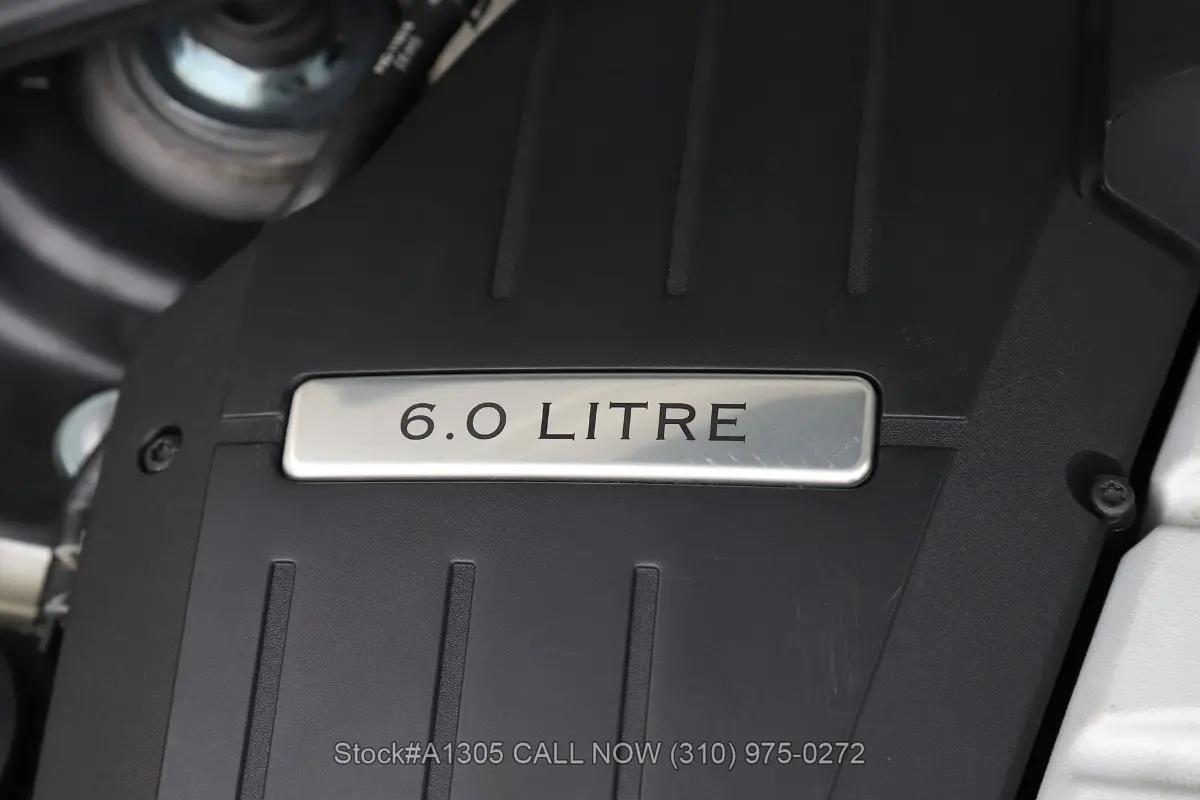 6.0 LITRE
Stock#A1305 CALL NOW (310) 975-0272